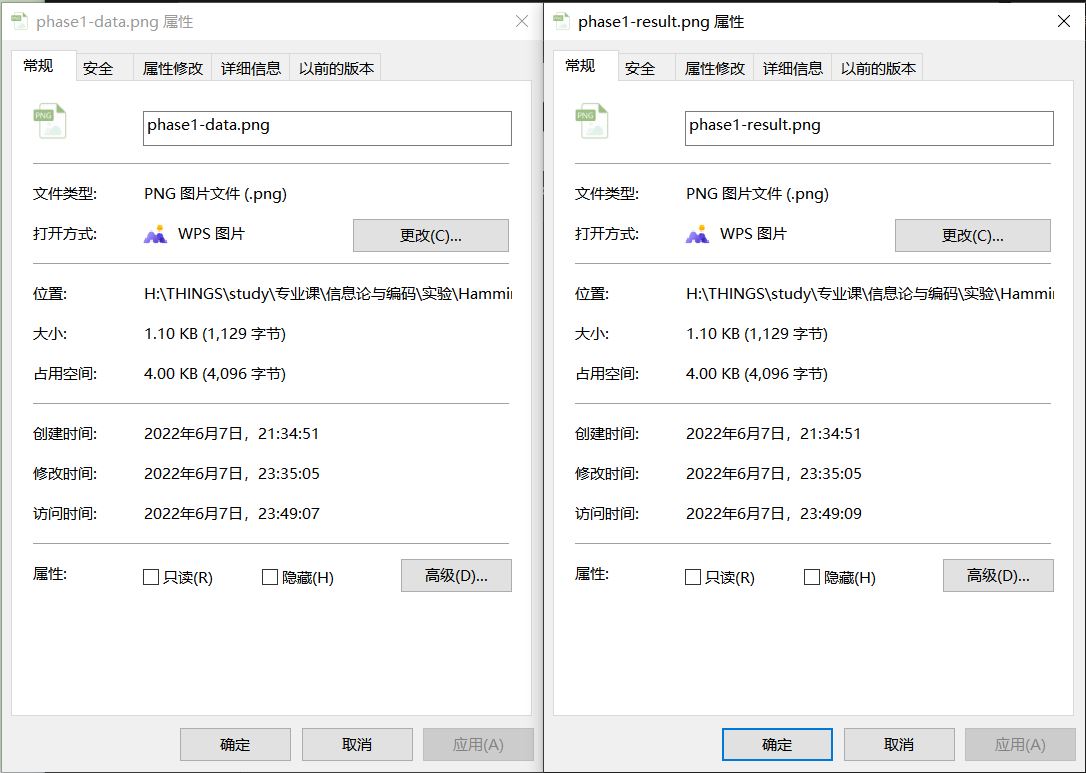 phase1-data.png 属性
常规 安全 属性修改 详细信息 以前的版本
PNG
phase1-data.png
文件类型: PNG 图片文件 (.png)
打开方式: WPS 图片 更改(C)...
位置: H:\THINGS\study\专业课\信息论与编码\实验\Hammin
大小: 1.10 KB (1,129 字节)
占用空间: 4.00 KB (4,096 字节)
创建时间: 2022年6月7日，21:34:51
修改时间: 2022年6月7日，23:35:05
访问时间: 2022年6月7日，23:49:07
属性: 只读(R) 隐藏(H) 高级(D)...
确定 取消 应用(A)
phase1-result.png 属性
常规 安全 属性修改 详细信息 以前的版本
PNG
phase1-result.png
文件类型: PNG 图片文件 (.png)
打开方式: WPS 图片 更改(C)...
位置: H:\THINGS\study\专业课\信息论与编码\实验\Hammin
大小: 1.10 KB (1,129 字节)
占用空间: 4.00 KB (4,096 字节)
创建时间: 2022年6月7日，21:34:51
修改时间: 2022年6月7日，23:35:05
访问时间: 2022年6月7日，23:49:09
属性: 只读(R) 隐藏(H) 高级(D)...
确定 取消 应用(A)